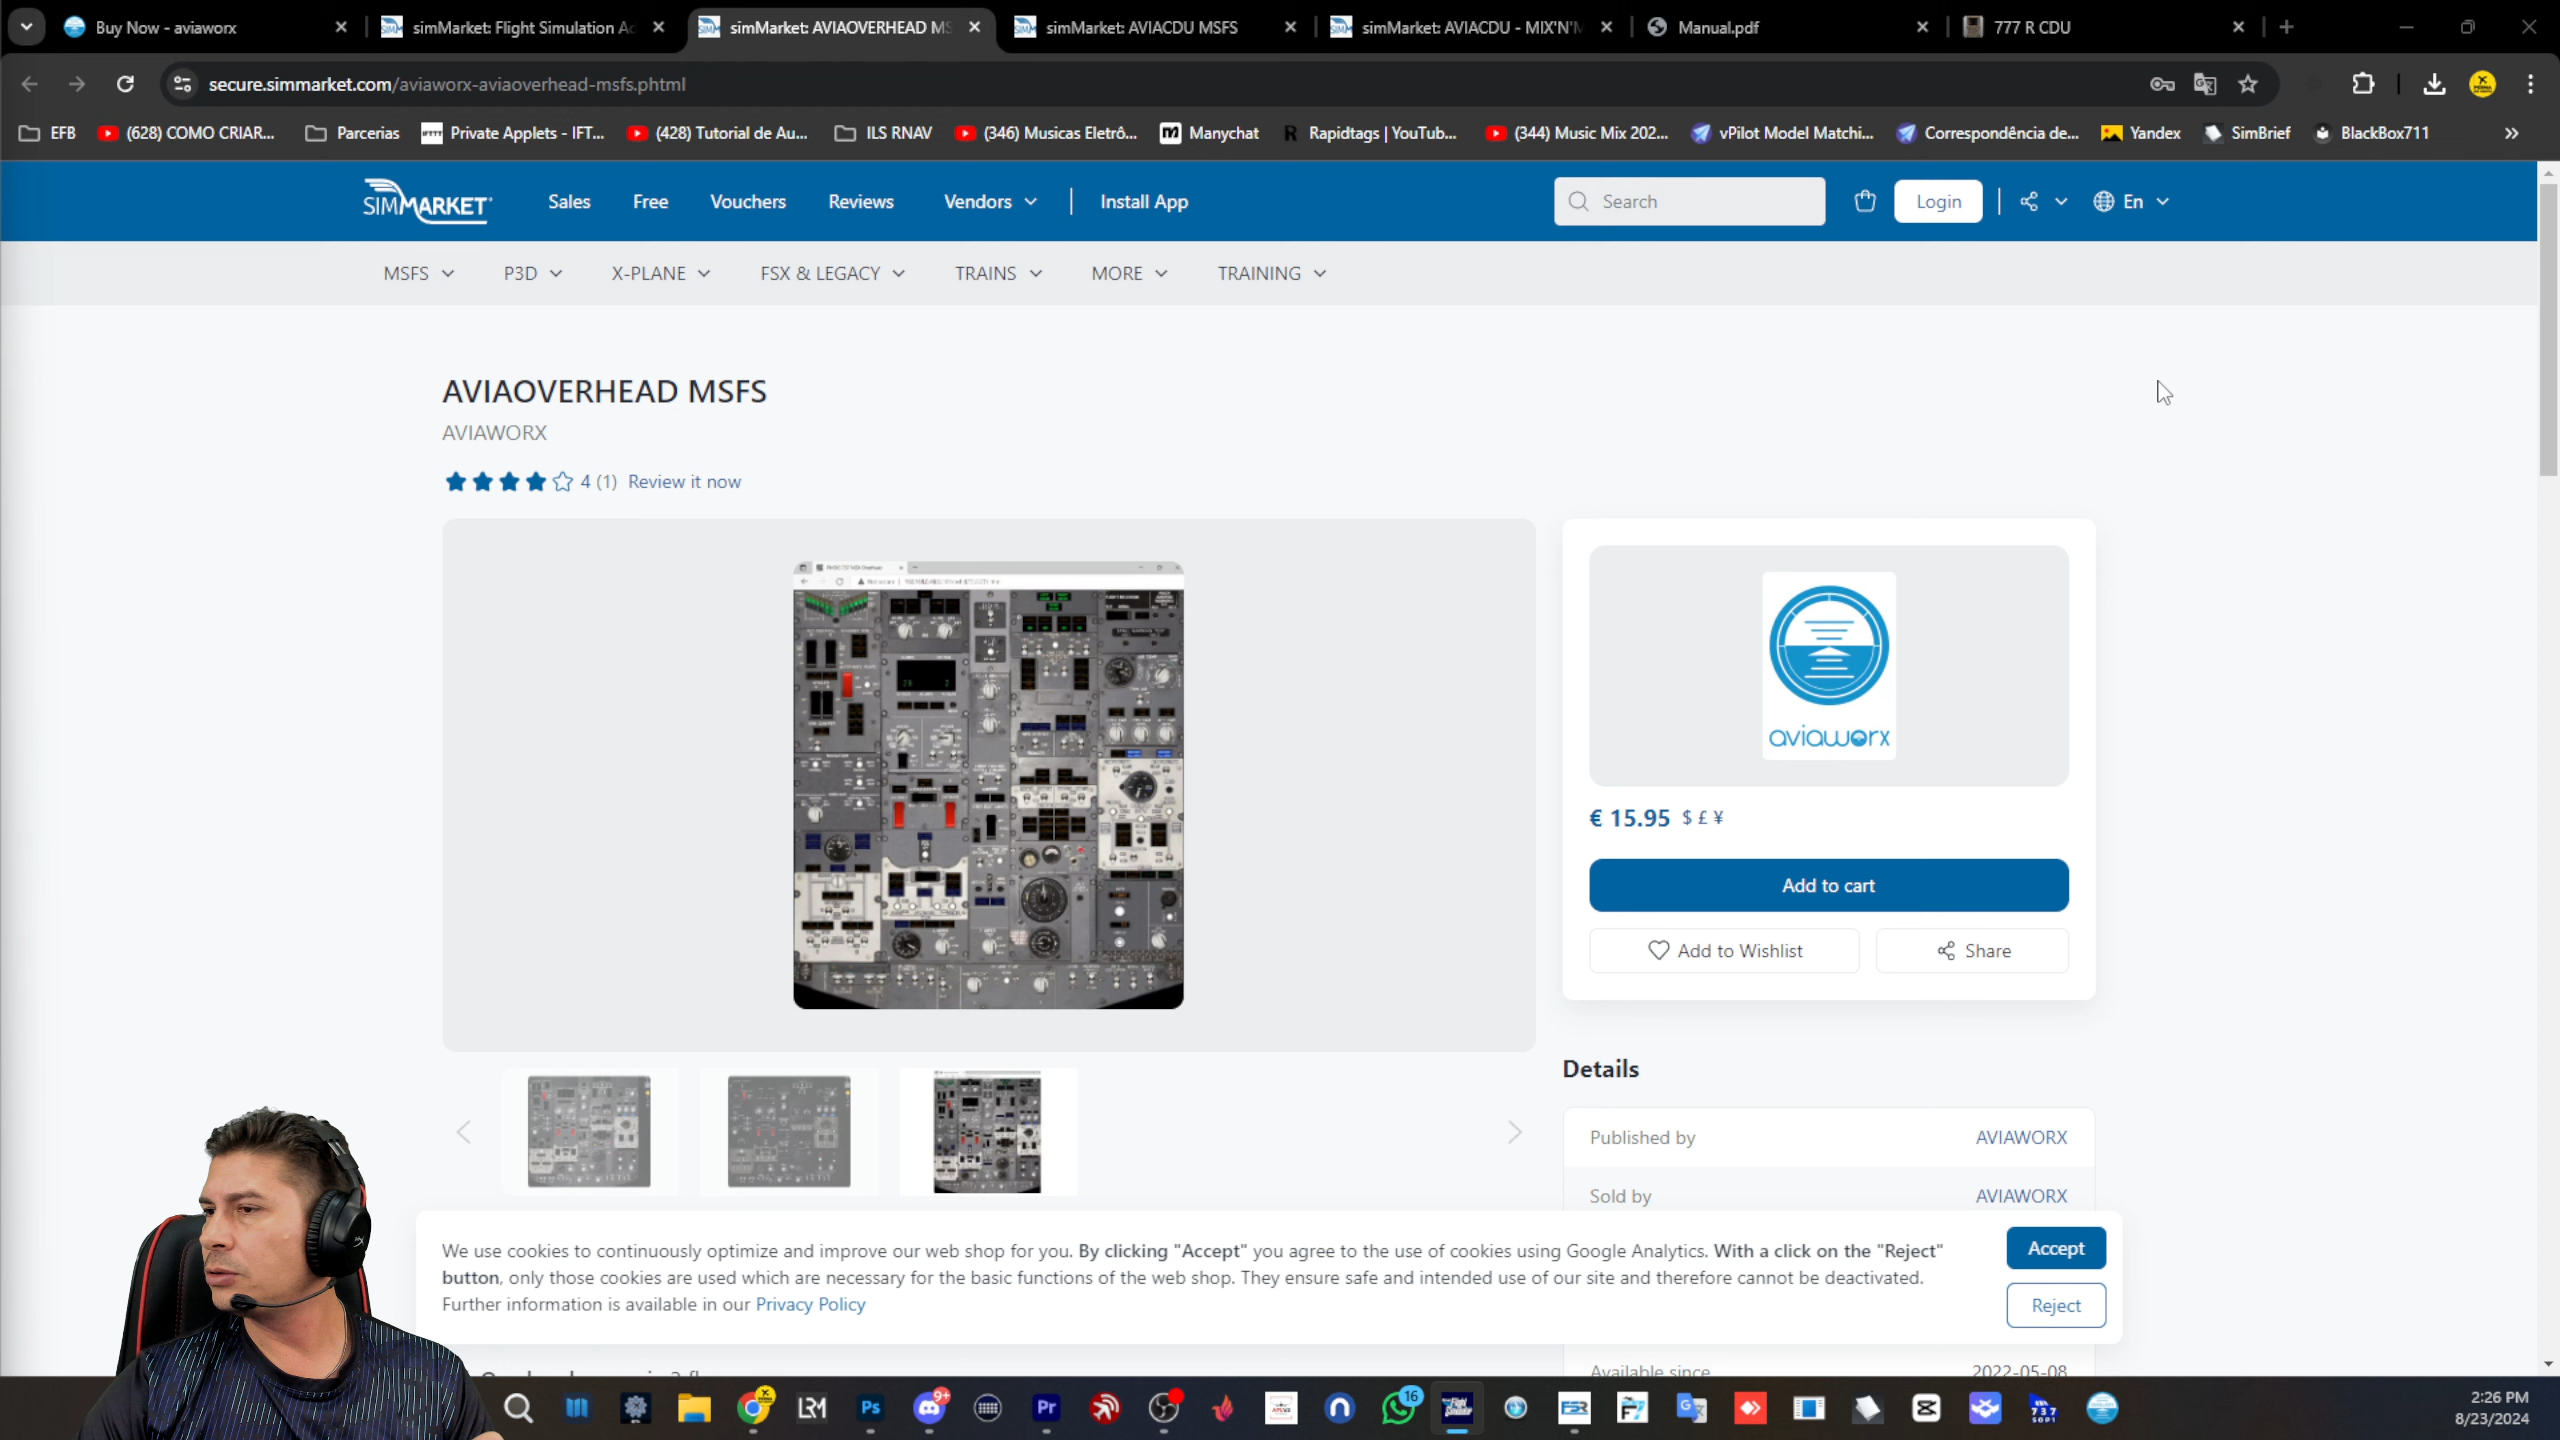 Buy Now - aviaworx
simMarket: Flight Simulation Ac
simMarket: AVIAOVERHEAD MS
simMarket: AVIACDU MSFS
simMarket: AVIACDU - MIX'N'M
Manual.pdf
777 R CDU
secure.simmarket.com/aviaworx-aviaoverhead-msfs.phtml
EFB
(628) COMO CRIAR...
Parcerias
Private Applets - IFT...
(428) Tutorial de Au...
ILS RNAV
(346) Musicas Eletrô...
Manychat
Rapidtags | YouTub...
(344) Music Mix 202...
vPilot Model Matchi...
Correspondência de...
Yandex
SimBrief
BlackBox711
SIMMARKET
Sales
Free
Vouchers
Reviews
Vendors
Install App
Search
Login
En
MSFS
P3D
X-PLANE
FSX & LEGACY
TRAINS
MORE
TRAINING
AVIAOVERHEAD MSFS
AVIAWORX
4 (1) Review it now
aviaworx
€ 15.95 $ £ ¥
Add to cart
Add to Wishlist
Share
Details
Published by AVIAWORX
Sold by AVIAWORX
We use cookies to continuously optimize and improve our web shop for you. By clicking "Accept" you agree to the use of cookies using Google Analytics. With a click on the "Reject"
button, only those cookies are used which are necessary for the basic functions of the web shop. They ensure safe and intended use of our site and therefore cannot be deactivated.
Further information is available in our Privacy Policy
Accept
Reject
Available since 2022-05-08
LRM
Ps
9+
Pr
16
FSR
737
2:26 PM
8/23/2024